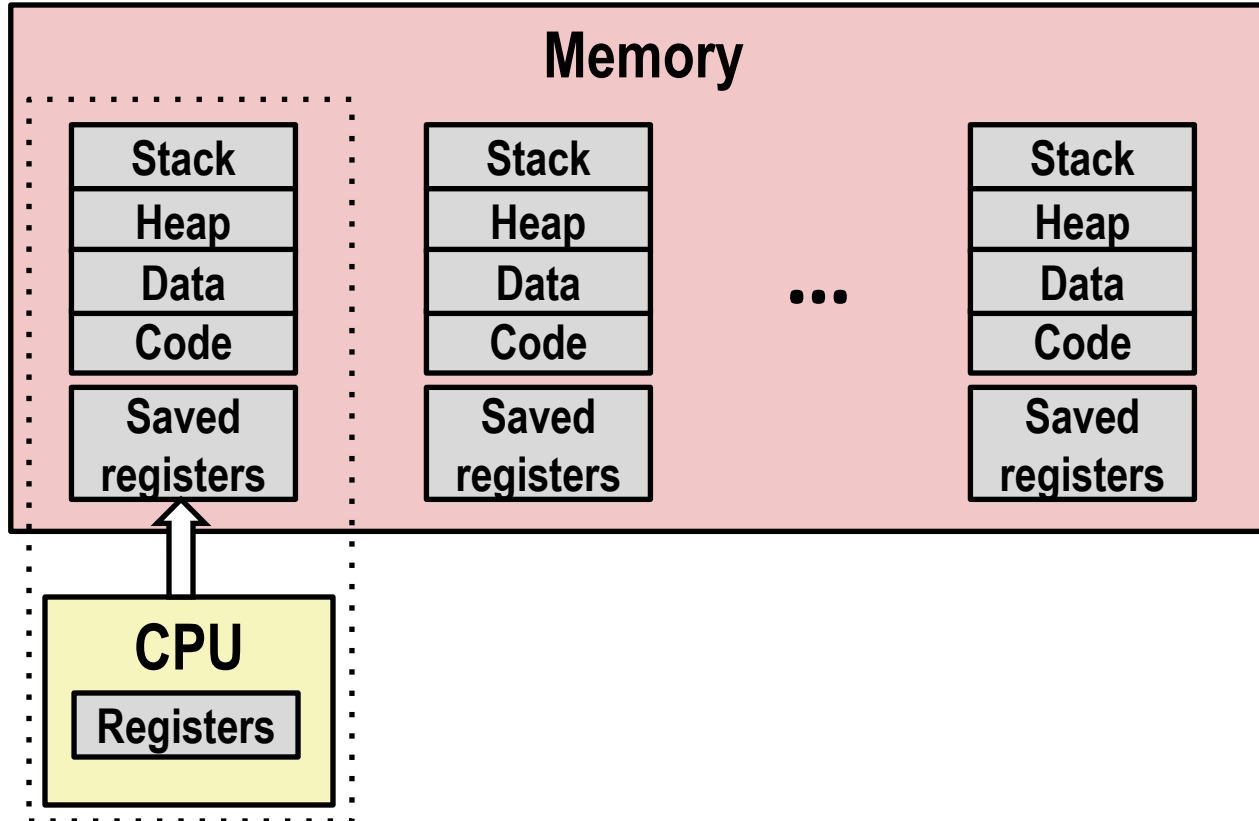 Memory
Stack
Heap
Data
Code
Saved
registers
Stack
Heap
Data
Code
Saved
registers
...
Stack
Heap
Data
Code
Saved
registers
CPU
Registers